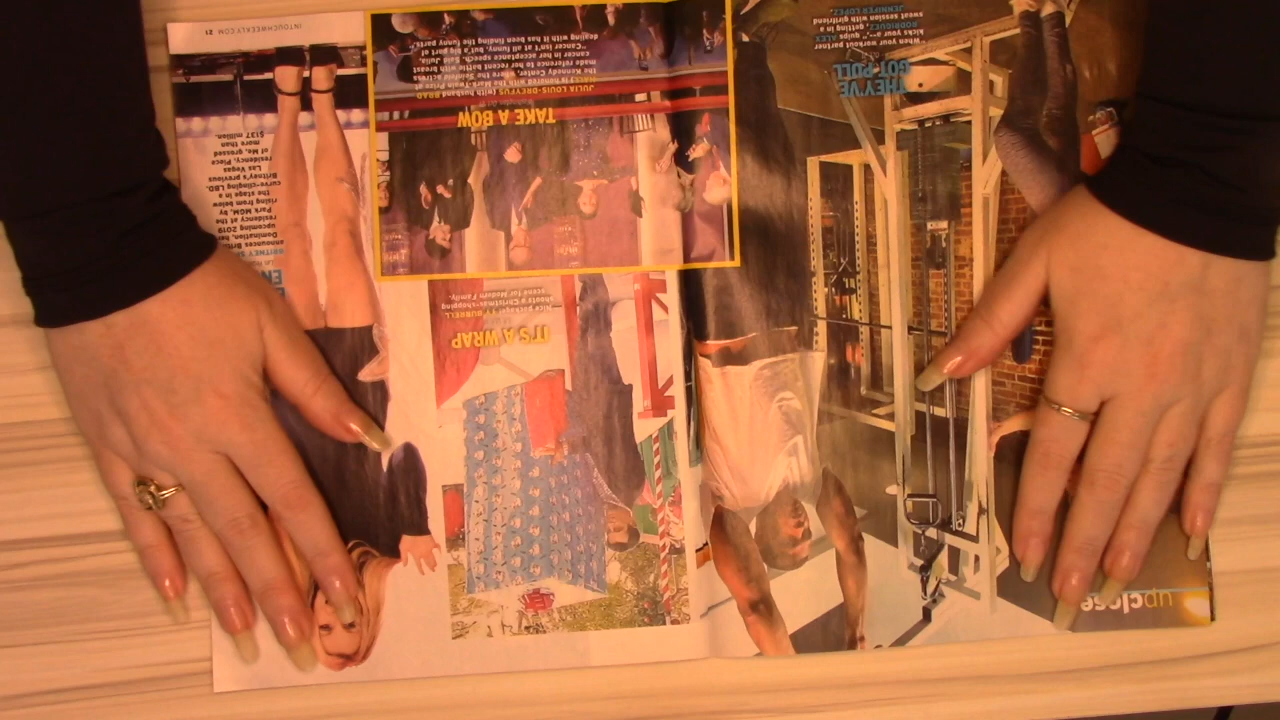 upclose
THEY'VE
GOT PULL
When your workout partner
kicks your a--," quips ALEX
RODRIGUEZ, getting in a
sweat session with girlfriend
JENNIFER LOPEZ.
IT'S A WRAP
Nice package! TY BURRELL
shoots a Christmas-shopping
scene for Modern Family.
TAKE A BOW
JULIA LOUIS-DREYFUS (with husband BRAD
HALL) is honored with the Mark Twain Prize at
the Kennedy Center, where the Seinfeld actress
made reference to her recent battle with breast
cancer in her acceptance speech. Said Julia,
"Cancer isn't at all funny, but a big part of
dealing with it has been finding the funny parts."
EN
BRITNEY
announces
Domination, her
upcoming 2019
residency at the
Park MGM, by
rising from below
the stage in a
curve-clinging LBD.
Britney's previous
Las Vegas
residency, Piece
of Me, grossed
more than
$137 million.
INTOUCHWEEKLY.COM 21